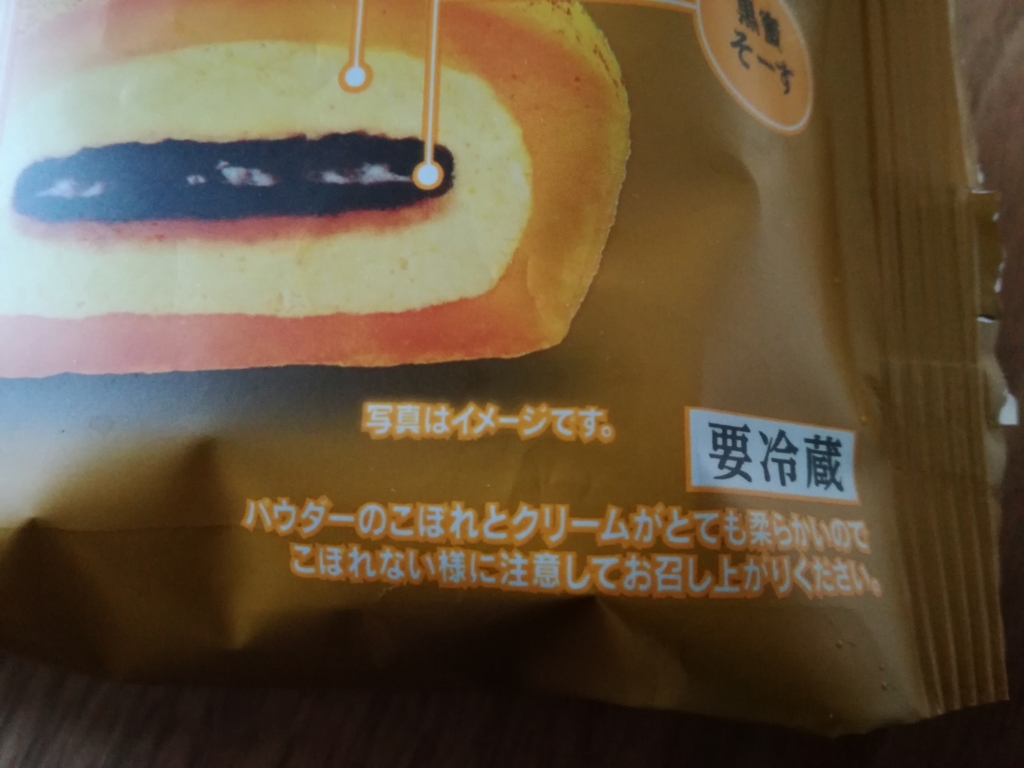 黒蜜
そーす
写真はイメージです。
要冷蔵
パウダーのこぼれとクリームがとても柔らかいので
こぼれない様に注意してお召し上がりください。